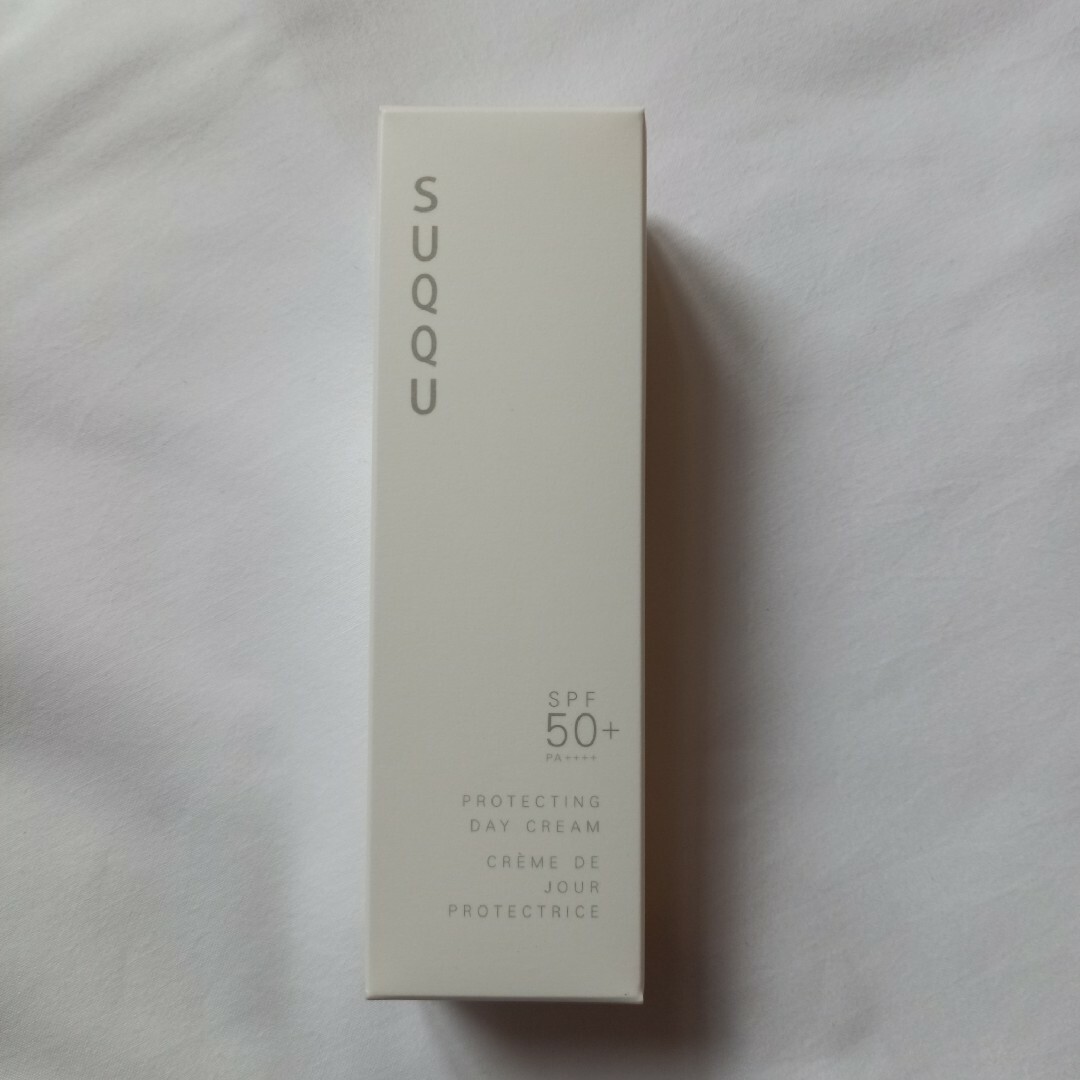 SUQQU
SPF
50+
PA++++
PROTECTING
DAY CREAM
CRÈME DE
JOUR
PROTECTRICE